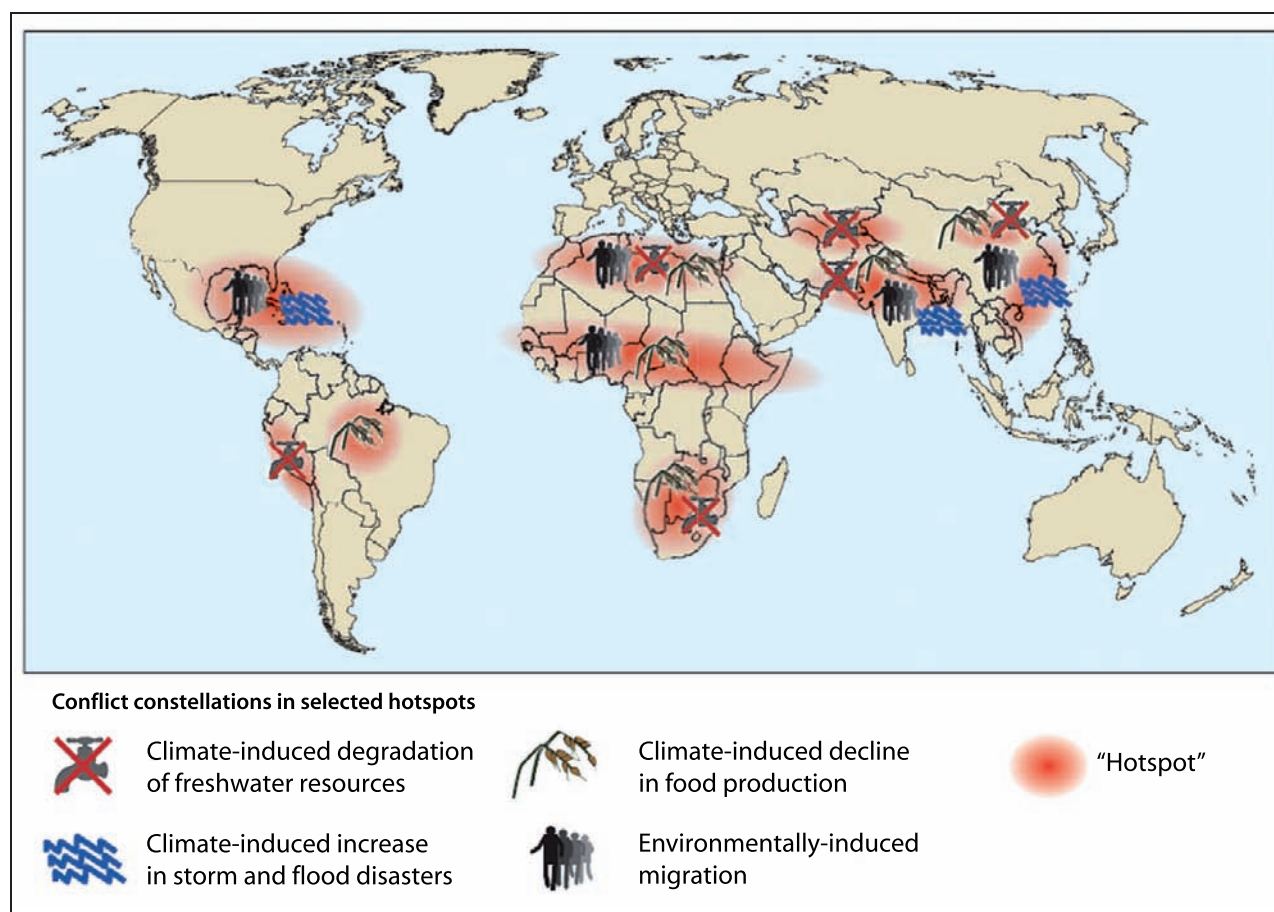 Conflict constellations in selected hotspots
Climate-induced degradation
of freshwater resources
Climate-induced decline
in food production
"Hotspot"
Climate-induced increase
in storm and flood disasters
Environmentally-induced
migration